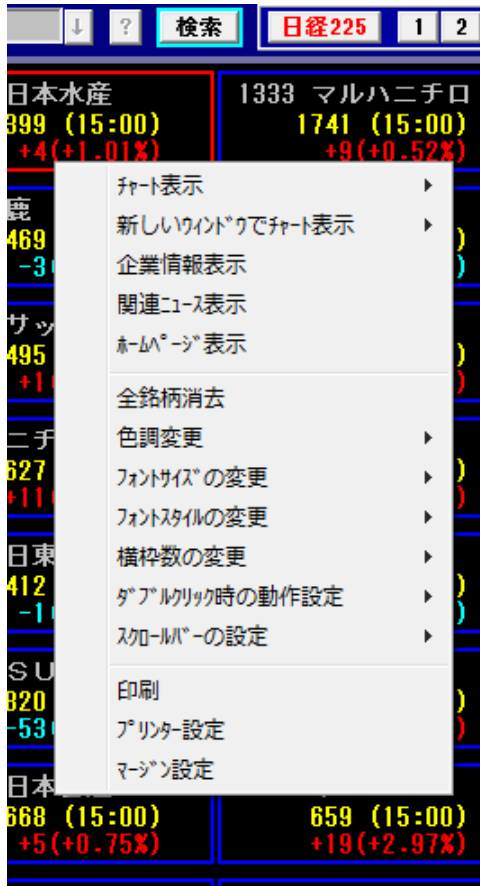 ↓ ? 検索 日経225 1 2
日本水産 1333 マルハニチロ
399 (15:00) 1741 (15:00)
+4(+1.01%) +9(+0.52%)
ﾁｬｰﾄ表示
鹿
新しいｳｨﾝﾄﾞｳでﾁｬｰﾄ表示
469 )
-3( 企業情報表示 )
関連ﾆｭｰｽ表示
サッ
ﾎｰﾑﾍﾟｰｼﾞ表示
495 )
+1( )
全銘柄消去
ニチ 色調変更
627 ﾌｫﾝﾄｻｲｽﾞの変更 )
+11( )
ﾌｫﾝﾄｽﾀｲﾙの変更
日東 横枠数の変更
412 ﾀﾞﾌﾞﾙｸﾘｯｸ時の動作設定 )
-1( )
ｽｸﾛｰﾙﾊﾞｰの設定
ＳＵ
820 印刷 )
-53( ﾌﾟﾘﾝﾀｰ設定 )
ﾏｰｼﾞﾝ設定
日本
668 (15:00) 659 (15:00)
+5(+0.75%) +19(+2.97%)